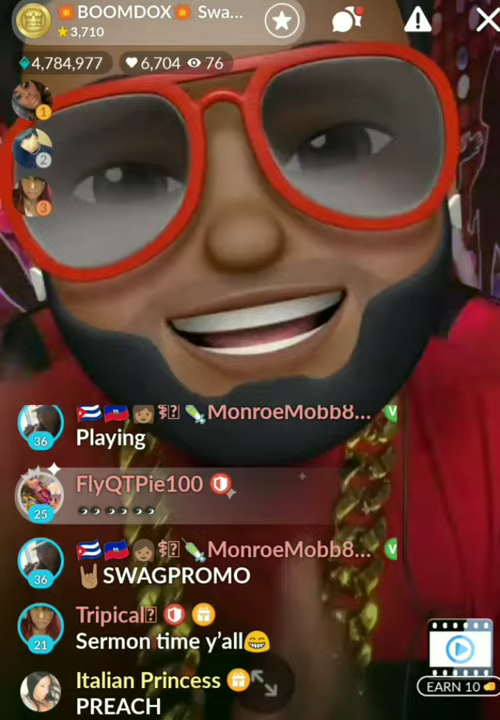 💥BOOMDOX💥 Swa...
3,710
4,784,977 6,704 76
1
2
3
MonroeMobb8... V
36
Playing
FlyQTPie100
25
MonroeMobb8... V
36
🤘🏽SWAGPROMO
Tripical
21
Sermon time y'all😂
Italian Princess
PREACH
EARN 10